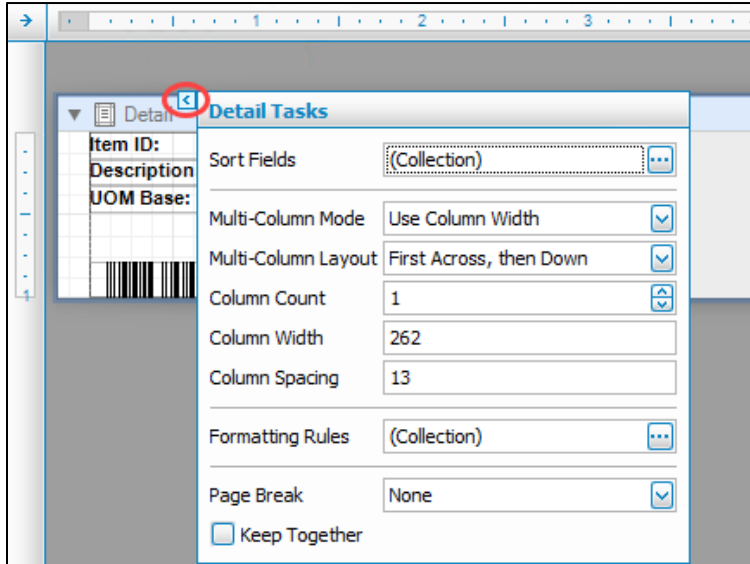 1 2 3
Detail
Detail Tasks
Item ID:
Description
UOM Base:
1
Sort Fields (Collection) ...
Multi-Column Mode Use Column Width
Multi-Column Layout First Across, then Down
Column Count 1
Column Width 262
Column Spacing 13
Formatting Rules (Collection) ...
Page Break None
Keep Together